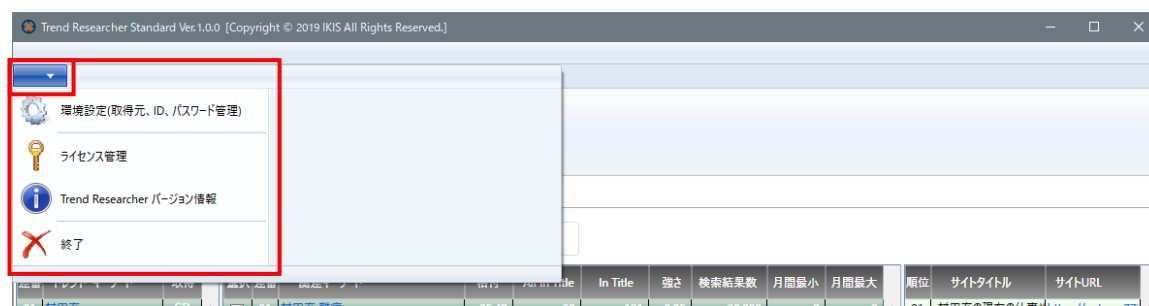 Trend Researcher Standard Ver.1.0.0 [Copyright © 2019 IKIS All Rights Reserved.]
環境設定(取得元、ID、パスワード管理)
ライセンス管理
Trend Researcher バージョン情報
終了
In Title 強さ 検索結果数 月間最小 月間最大 順位 サイトタイトル サイトURL